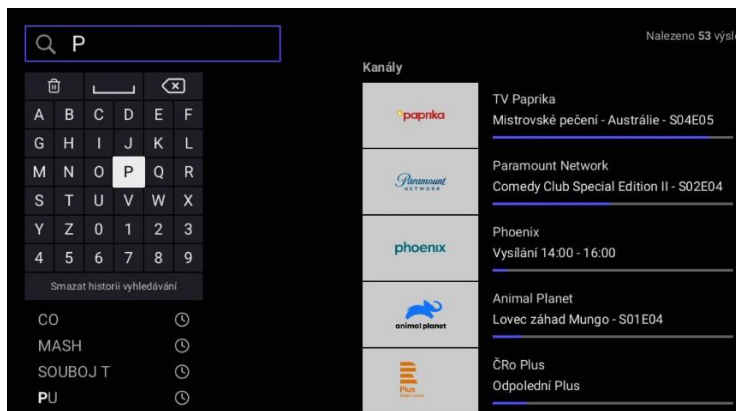 P
Nalezeno 53 výsl
Kanály
A B C D E F
G H I J K L
M N O P Q R
S T U V W X
Y Z 0 1 2 3
4 5 6 7 8 9
Smazat historii vyhledávání
CO
MASH
SOUBOJ T
PU
paprika
TV Paprika
Mistrovské pečení - Austrálie - S04E05
Paramount
NETWORK
Paramount Network
Comedy Club Special Edition II - S02E04
phoenix
Phoenix
Vysílání 14:00 - 16:00
animal planet
Animal Planet
Lovec záhad Mungo - S01E04
Plus
ČRo Plus
Odpolední Plus